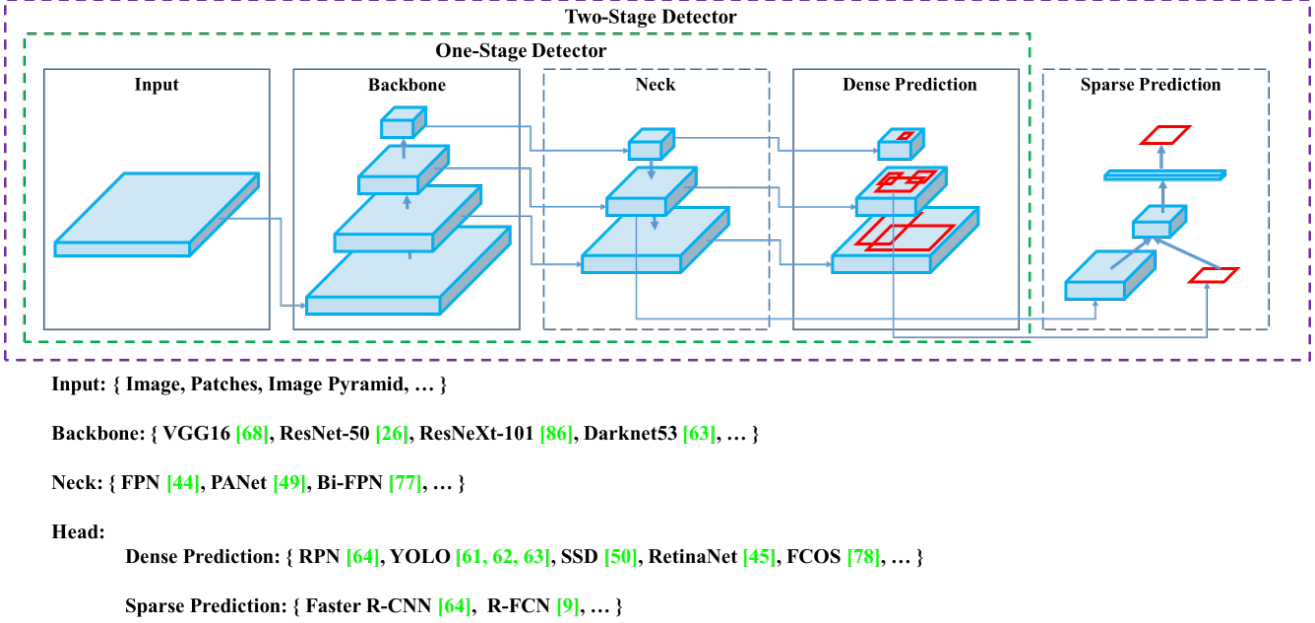 Two-Stage Detector
One-Stage Detector
Input
Backbone
Neck
Dense Prediction
Sparse Prediction
Input: { Image, Patches, Image Pyramid, … }
Backbone: { VGG16 [68], ResNet-50 [26], ResNeXt-101 [86], Darknet53 [63], … }
Neck: { FPN [44], PANet [49], Bi-FPN [77], … }
Head:
Dense Prediction: { RPN [64], YOLO [61, 62, 63], SSD [50], RetinaNet [45], FCOS [78], … }
Sparse Prediction: { Faster R-CNN [64], R-FCN [9], … }